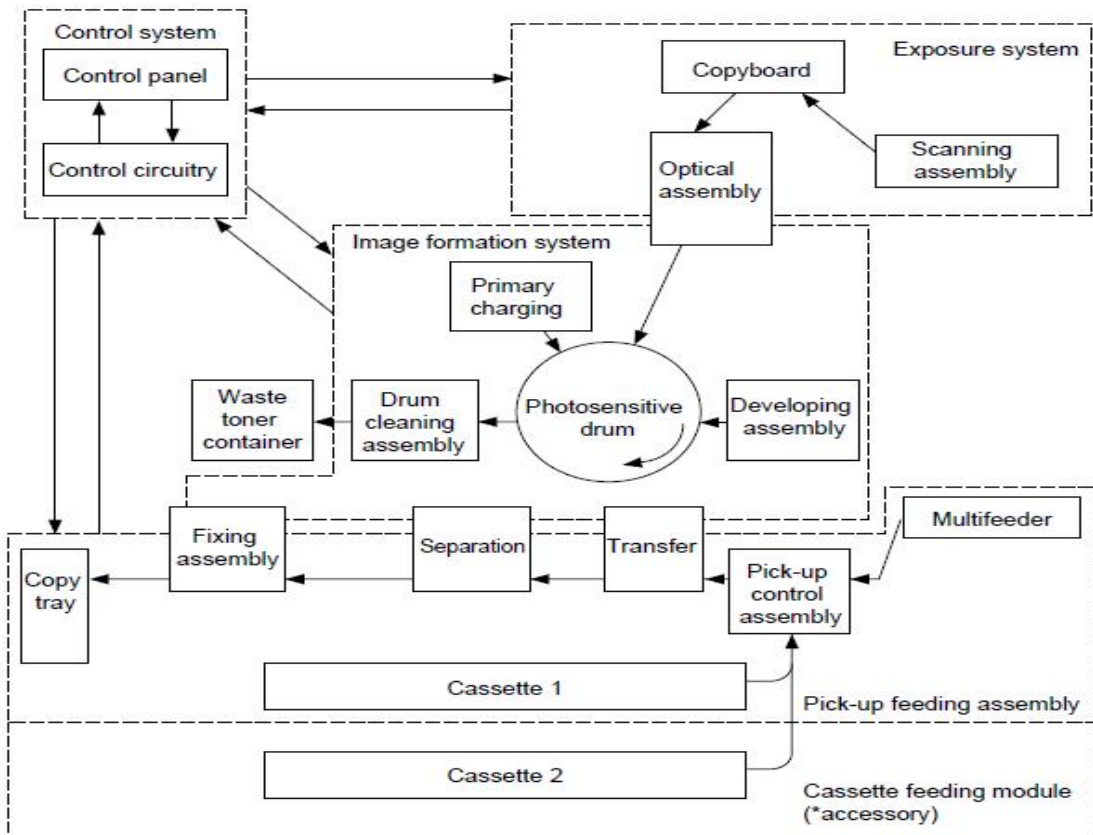 Control system
Control panel
Control circuitry
Exposure system
Copyboard
Scanning
assembly
Optical
assembly
Image formation system
Primary
charging
Photosensitive
drum
Developing
assembly
Drum
cleaning
assembly
Waste
toner
container
Fixing
assembly
Separation
Transfer
Multifeeder
Pick-up
control
assembly
Copy
tray
Cassette 1
Pick-up feeding assembly
Cassette 2
Cassette feeding module
(*accessory)